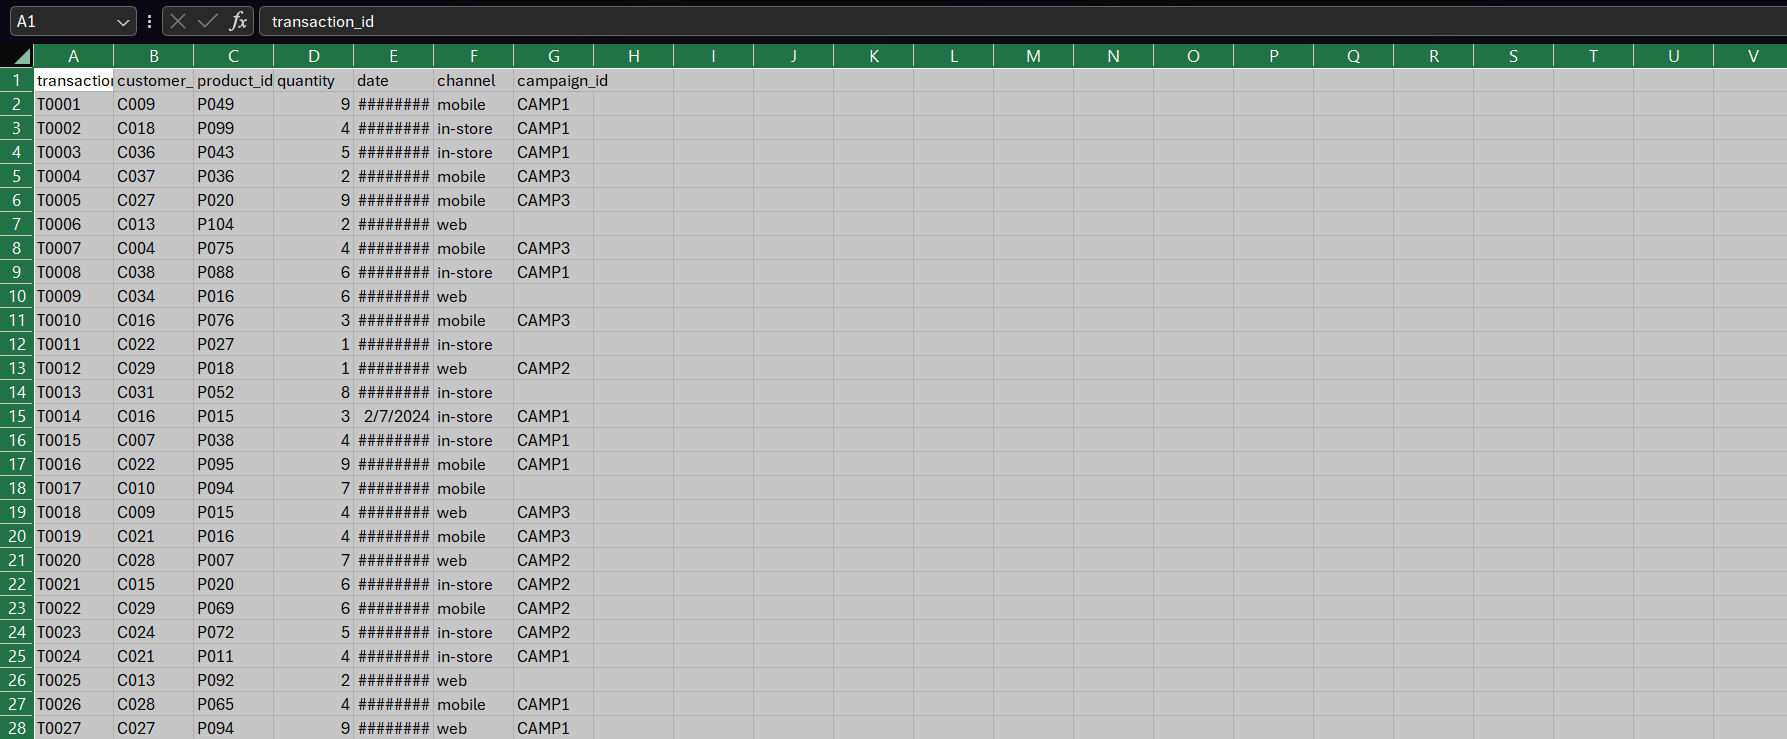 A1 fx transaction_id
A B C D E F G H I J K L M N O P Q R S T U V
1 transaction customer_ product_id quantity date channel campaign_id
2 T0001 C009 P049 9 ######## mobile CAMP1
3 T0002 C018 P099 4 ######## in-store CAMP1
4 T0003 C036 P043 5 ######## in-store CAMP1
5 T0004 C037 P036 2 ######## mobile CAMP3
6 T0005 C027 P020 9 ######## mobile CAMP3
7 T0006 C013 P104 2 ######## web
8 T0007 C004 P075 4 ######## mobile CAMP3
9 T0008 C038 P088 6 ######## in-store CAMP1
10 T0009 C034 P016 6 ######## web
11 T0010 C016 P076 3 ######## mobile CAMP3
12 T0011 C022 P027 1 ######## in-store
13 T0012 C029 P018 1 ######## web CAMP2
14 T0013 C031 P052 8 ######## in-store
15 T0014 C016 P015 3 2/7/2024 in-store CAMP1
16 T0015 C007 P038 4 ######## in-store CAMP1
17 T0016 C022 P095 9 ######## mobile CAMP1
18 T0017 C010 P094 7 ######## mobile
19 T0018 C009 P015 4 ######## web CAMP3
20 T0019 C021 P016 4 ######## mobile CAMP3
21 T0020 C028 P007 7 ######## web CAMP2
22 T0021 C015 P020 6 ######## in-store CAMP2
23 T0022 C029 P069 6 ######## mobile CAMP2
24 T0023 C024 P072 5 ######## in-store CAMP2
25 T0024 C021 P011 4 ######## in-store CAMP1
26 T0025 C013 P092 2 ######## web
27 T0026 C028 P065 4 ######## mobile CAMP1
28 T0027 C027 P094 9 ######## web CAMP1